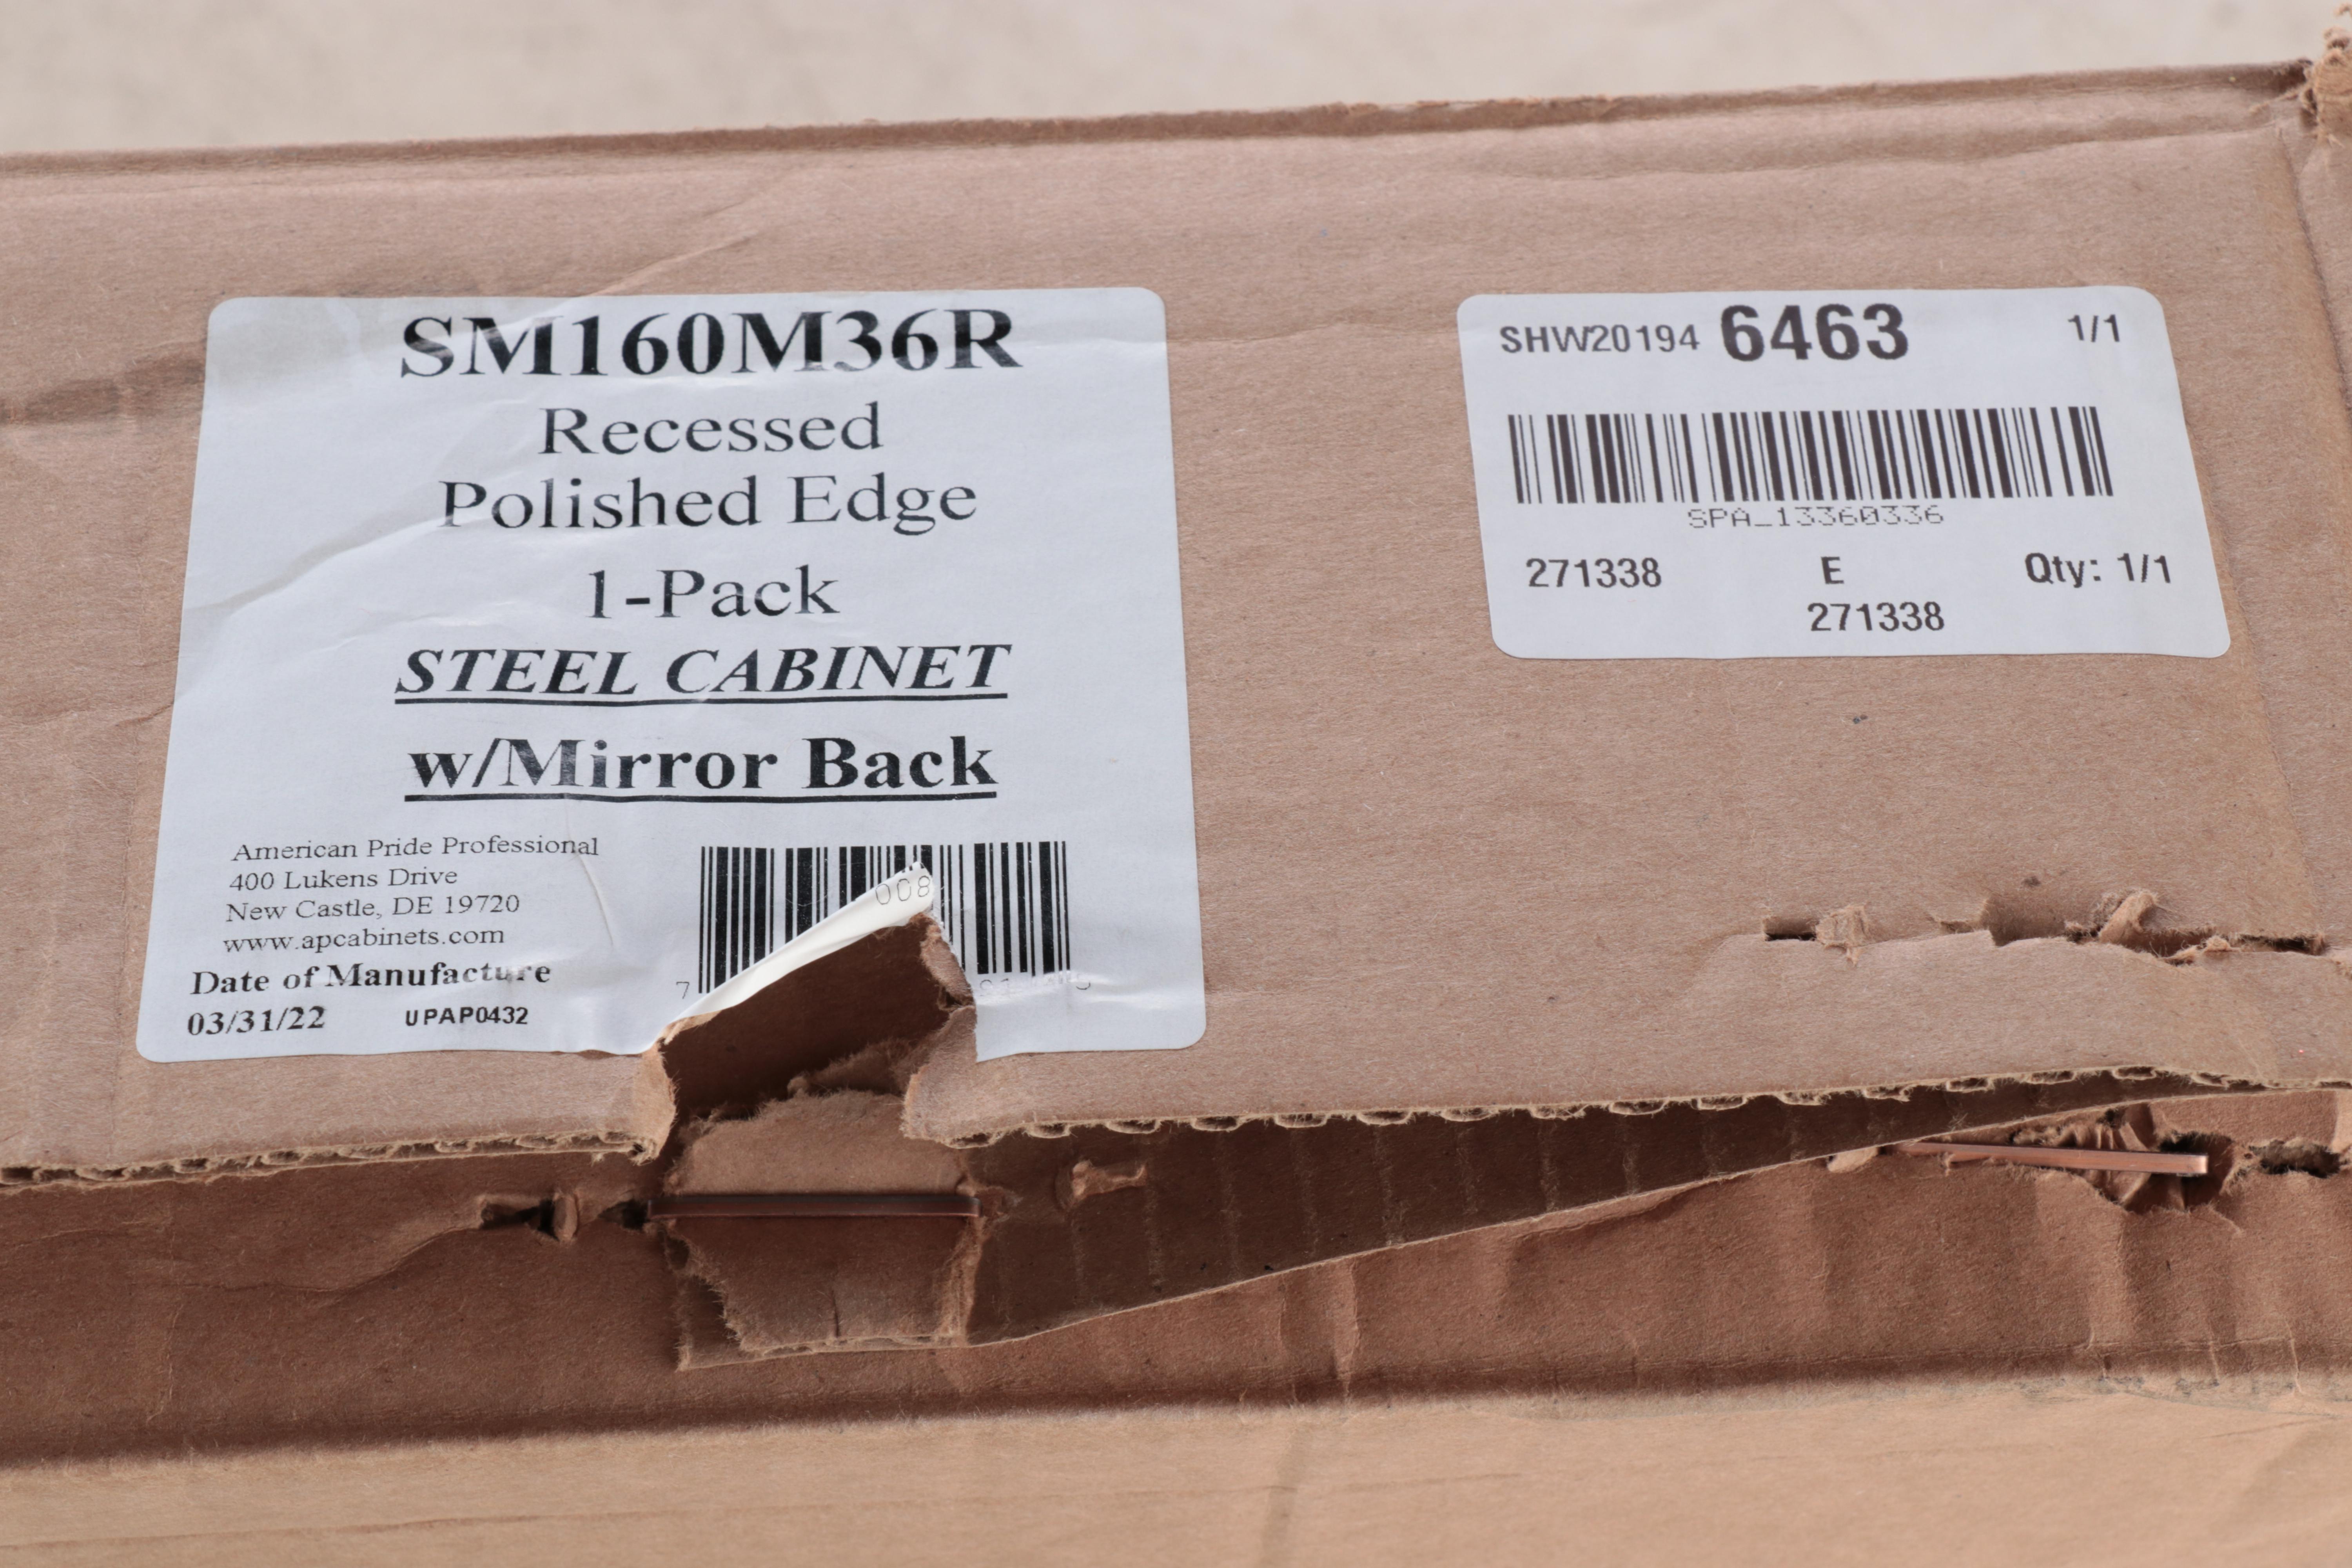 SM160M36R
Recessed
Polished Edge
1-Pack
STEEL CABINET
w/Mirror Back
American Pride Professional
400 Lukens Drive
New Castle, DE 19720
www.apcabinets.com
Date of Manufacture
03/31/22 UPAP0432
008
7
SHW20194 6463 1/1
SPA_13360336
271338 E Qty: 1/1
271338